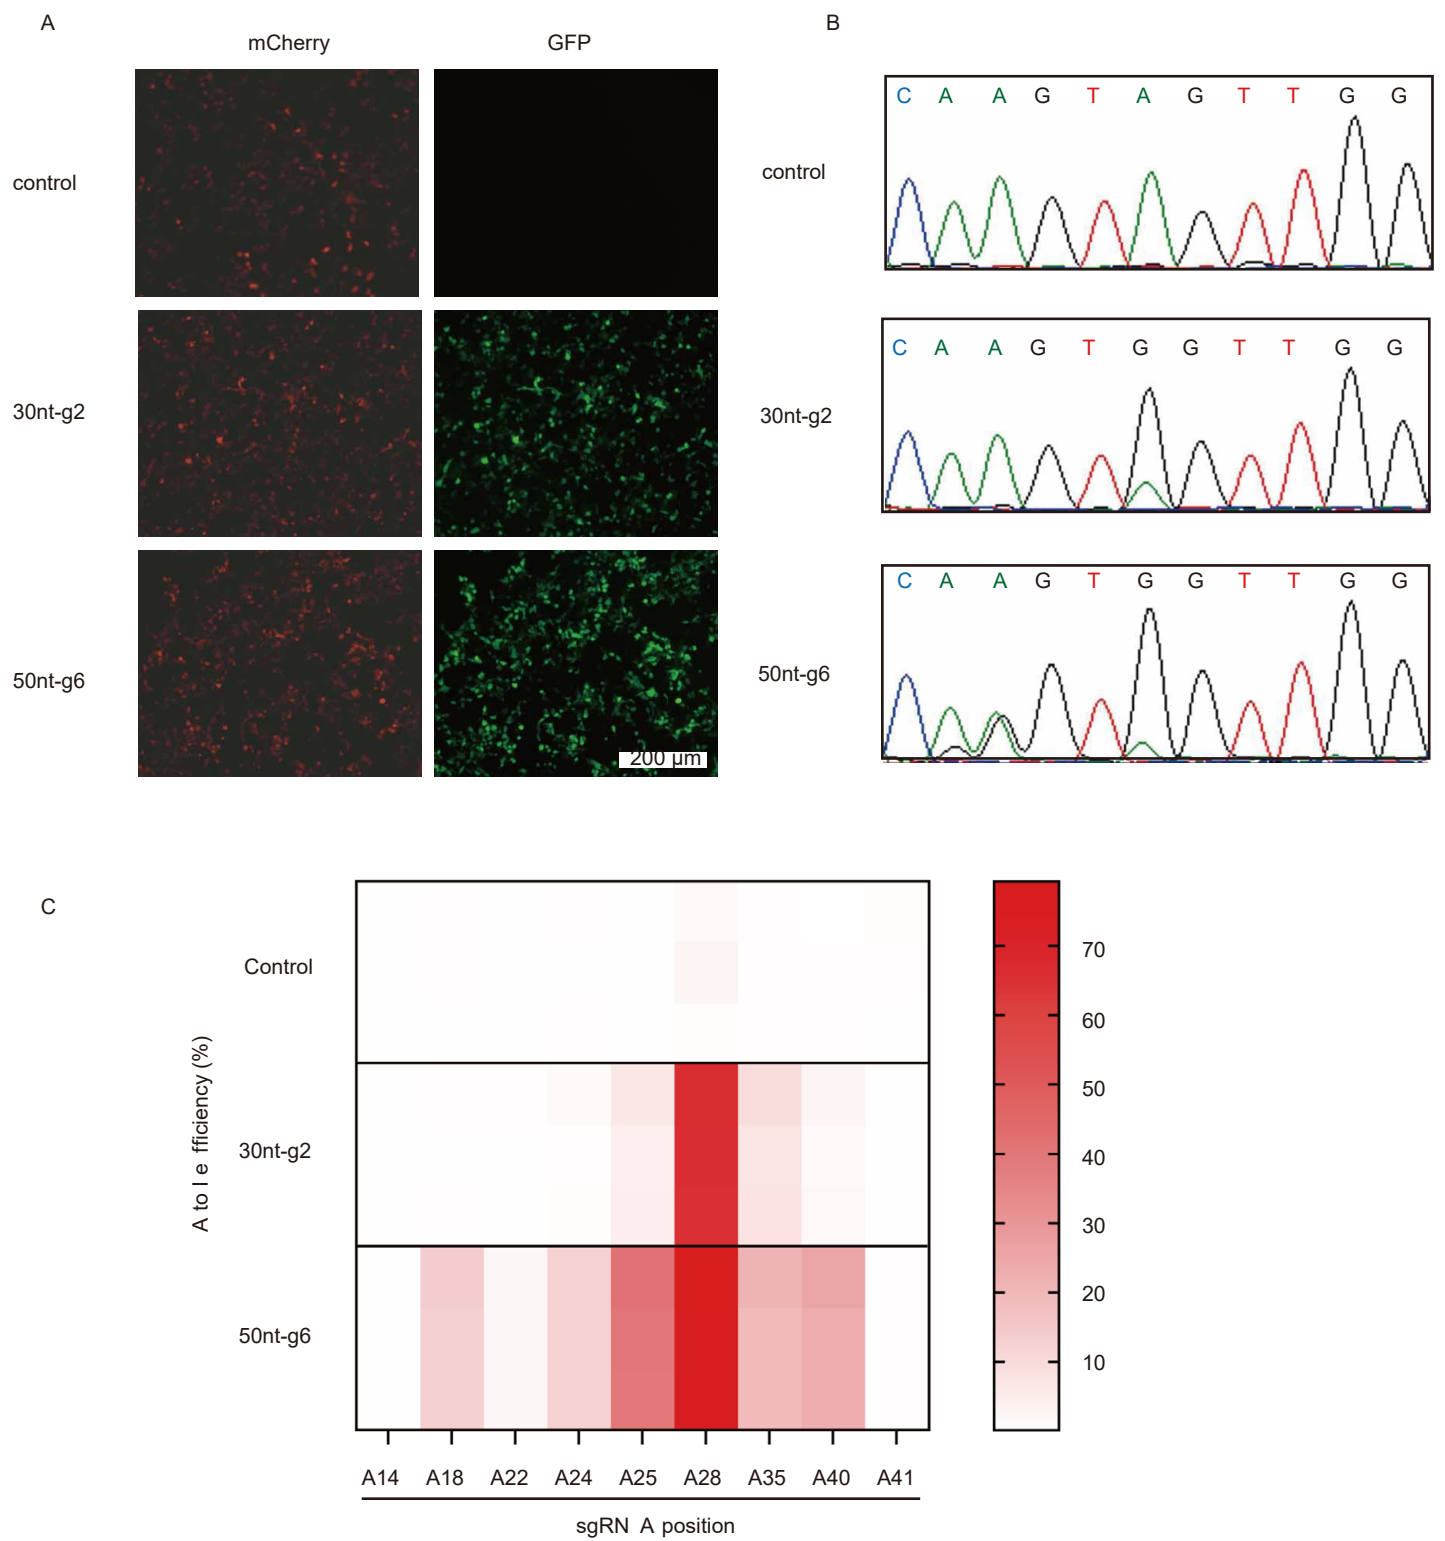 A
B
mCherry
GFP
control
30nt-g2
50nt-g6
200 μm
C A A G T A G T T G G
control
C A A G T G G T T G G
30nt-g2
C A A G T G G T T G G
50nt-g6
C
A to I e fficiency (%)
Control
30nt-g2
50nt-g6
70
60
50
40
30
20
10
A14 A18 A22 A24 A25 A28 A35 A40 A41
sgRN A position